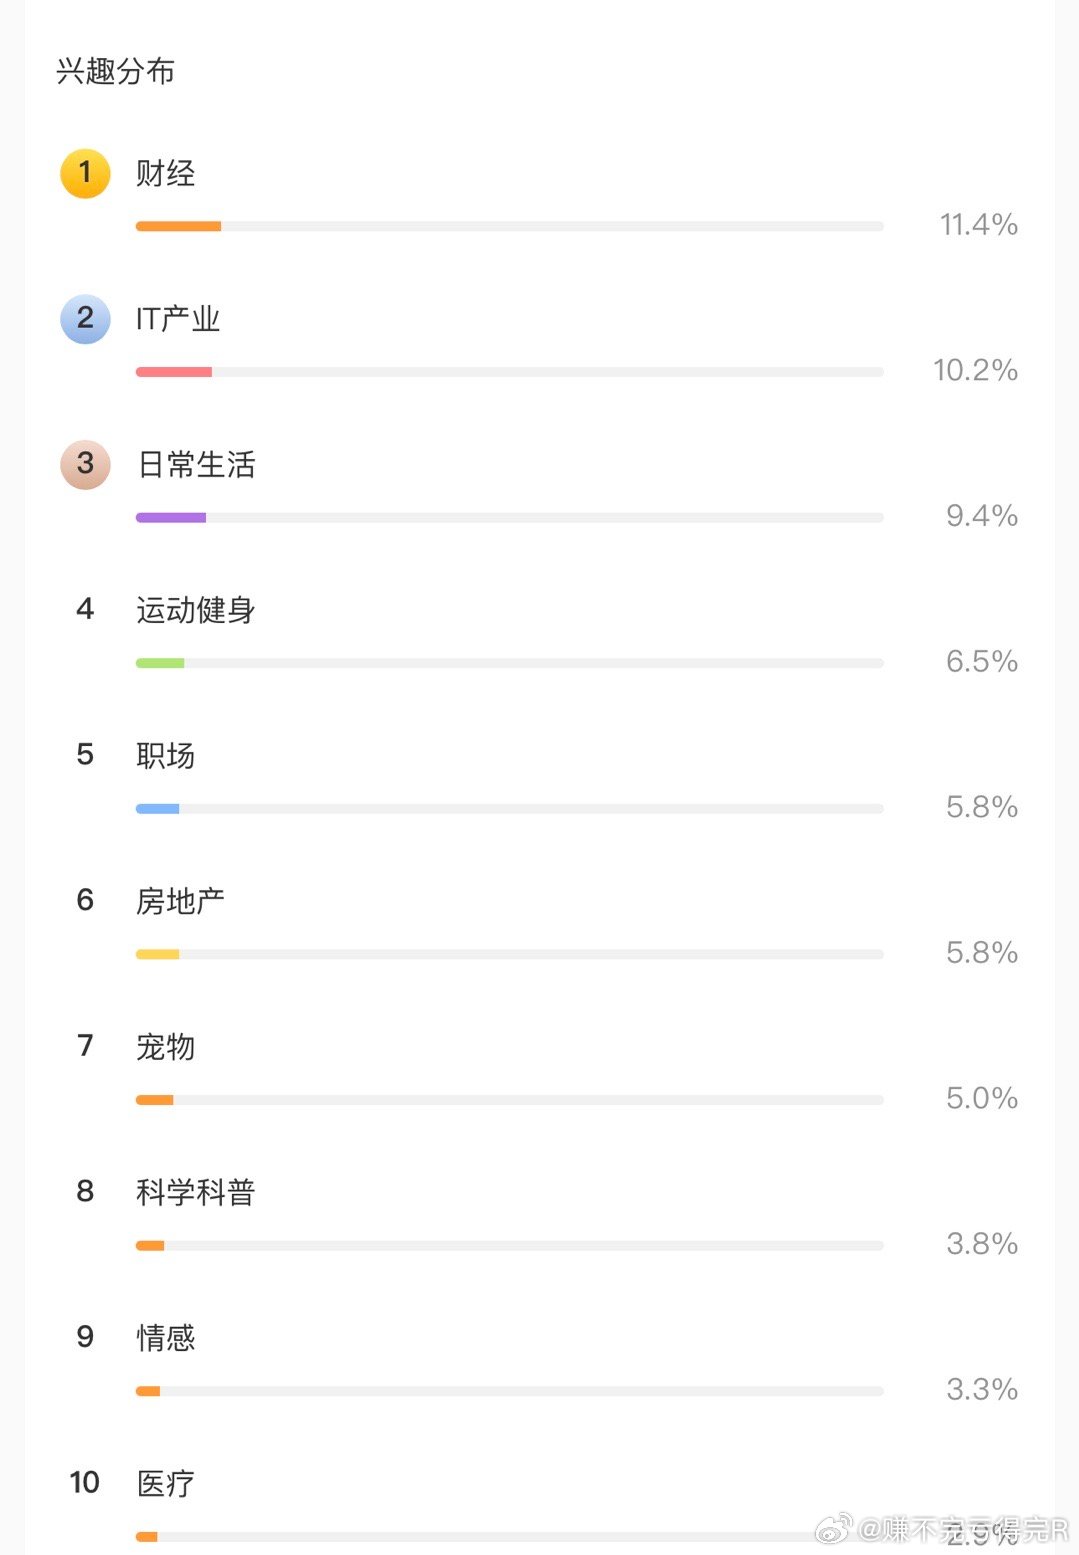 兴趣分布
1 财经
11.4%
2 IT产业
10.2%
3 日常生活
9.4%
4 运动健身
6.5%
5 职场
5.8%
6 房地产
5.8%
7 宠物
5.0%
8 科学科普
3.8%
9 情感
3.3%
10 医疗
2.9%
@赚不完亏得完R